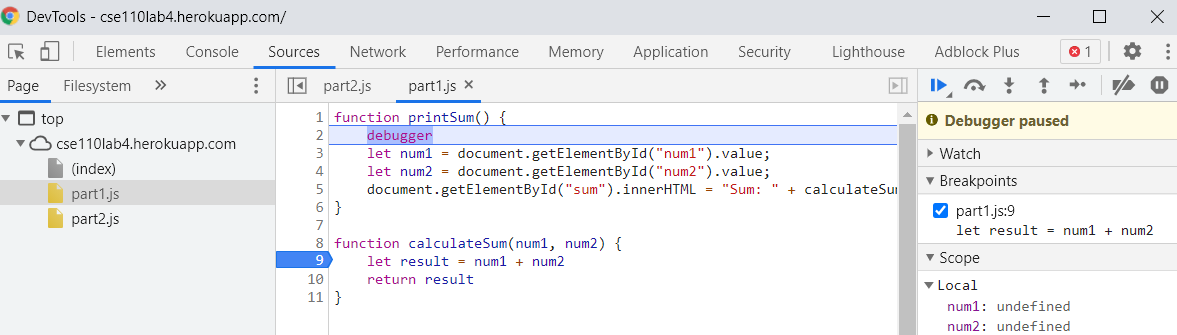 DevTools - cse110lab4.herokuapp.com/
Elements Console Sources Network Performance Memory Application Security Lighthouse Adblock Plus 1
Page Filesystem
part2.js part1.js
top
cse110lab4.herokuapp.com
(index)
part1.js
part2.js
1 function printSum() {
2 debugger
3 let num1 = document.getElementById("num1").value;
4 let num2 = document.getElementById("num2").value;
5 document.getElementById("sum").innerHTML = "Sum: " + calculateSum
6 }
7
8 function calculateSum(num1, num2) {
9 let result = num1 + num2
10 return result
11 }
Debugger paused
Watch
Breakpoints
part1.js:9
let result = num1 + num2
Scope
Local
num1: undefined
num2: undefined